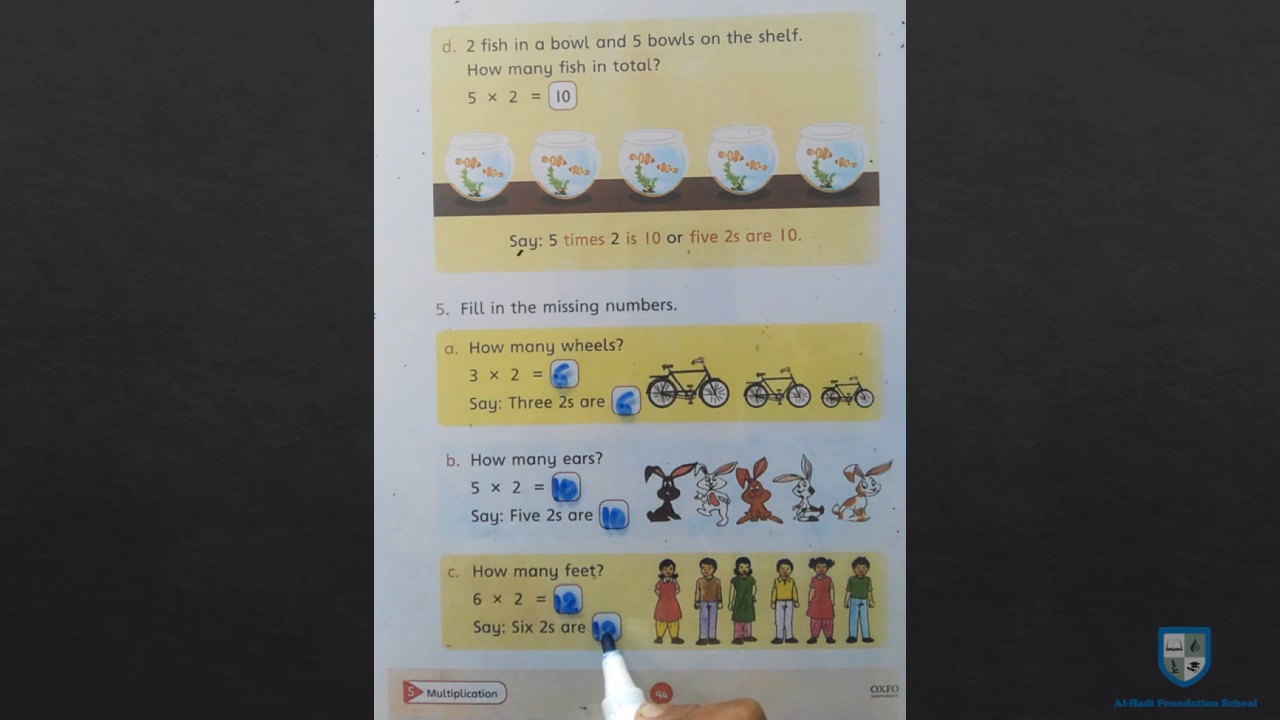 d. 2 fish in a bowl and 5 bowls on the shelf.
How many fish in total?
5 × 2 = 10
Say: 5 times 2 is 10 or five 2s are 10.
5. Fill in the missing numbers.
a. How many wheels?
3 × 2 = 6
Say: Three 2s are 6
b. How many ears?
5 × 2 = 10
Say: Five 2s are 10
c. How many feet?
6 × 2 = 12
Say: Six 2s are
5 Multiplication
94
OXFO
Al-Hadi Foundation School